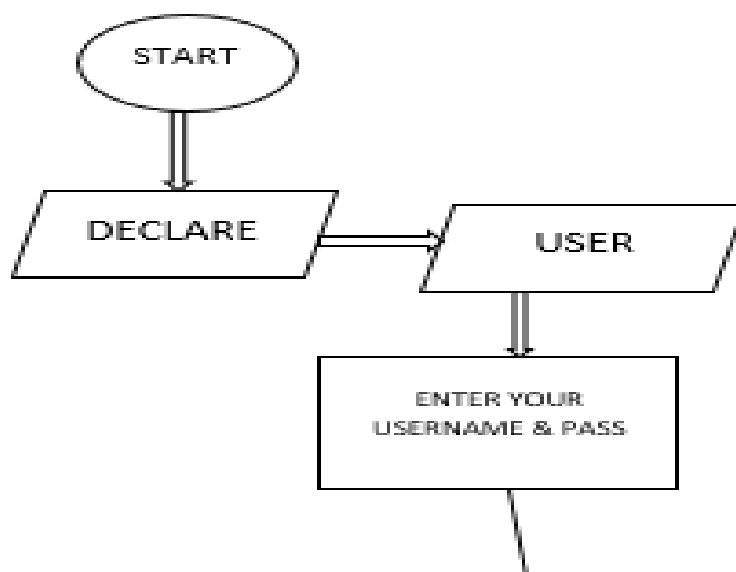 START
DECLARE
USER
ENTER YOUR
USERNAME & PASS